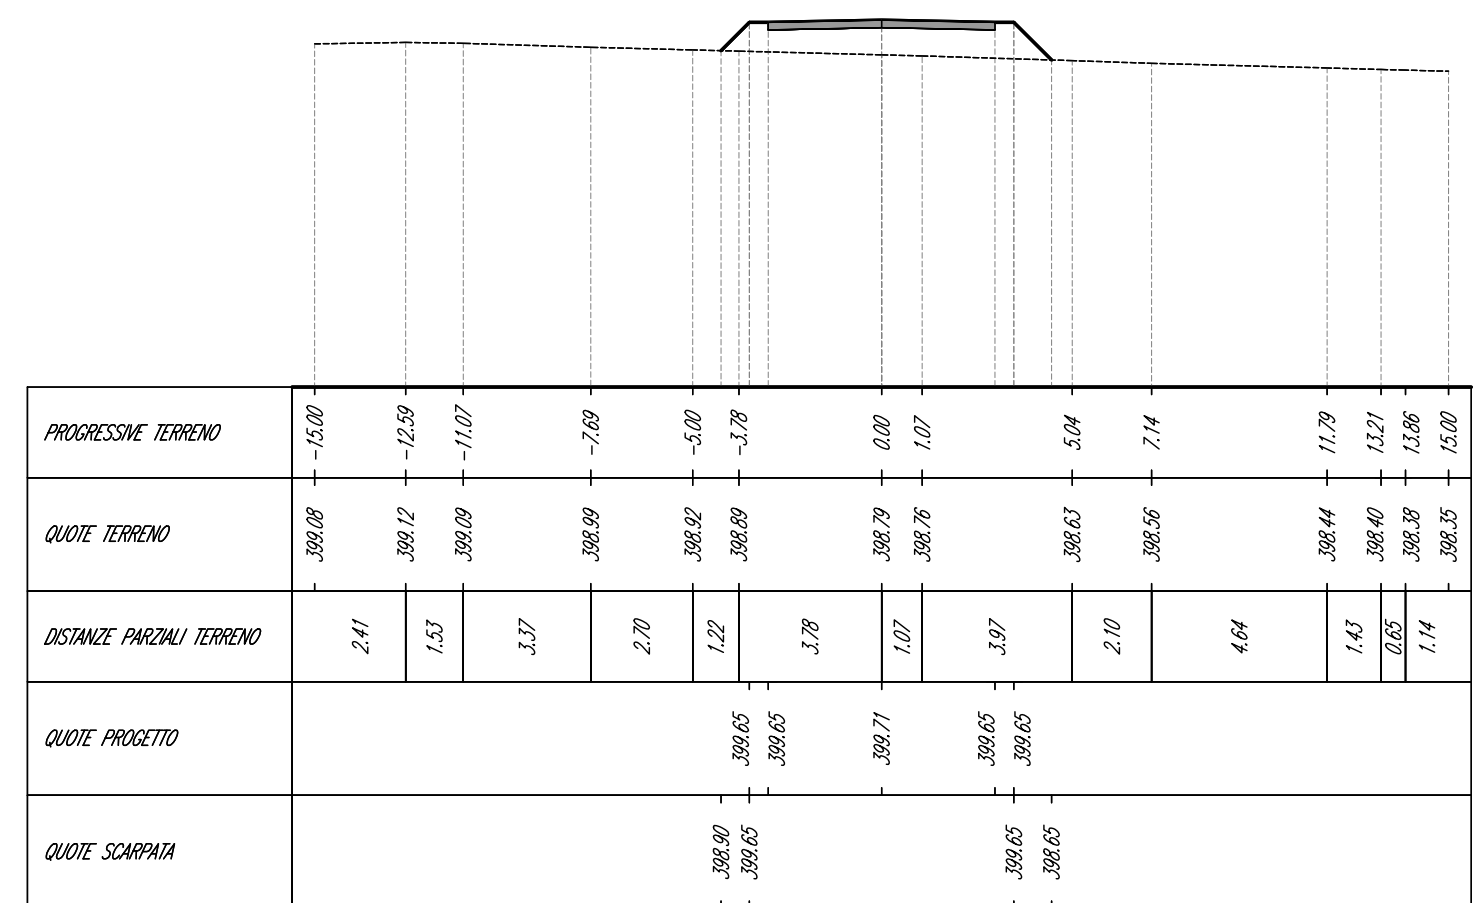 PROGRESSIVE TERRENO -15.00 -12.59 -11.07 -7.69 -5.00 -3.78 0.00 1.07 5.04 7.14 11.79 13.21 13.86 15.00
QUOTE TERRENO 399.08 399.12 399.09 398.99 398.92 398.89 398.79 398.76 398.63 398.56 398.44 398.40 398.38 398.35
DISTANZE PARZIALI TERRENO 2.41 1.53 3.37 2.70 1.22 3.78 1.07 3.97 2.10 4.64 1.43 0.65 1.14
QUOTE PROGETTO 399.65 399.65 399.71 399.65 399.65
QUOTE SCARPATA 398.90 399.65 399.65 398.65